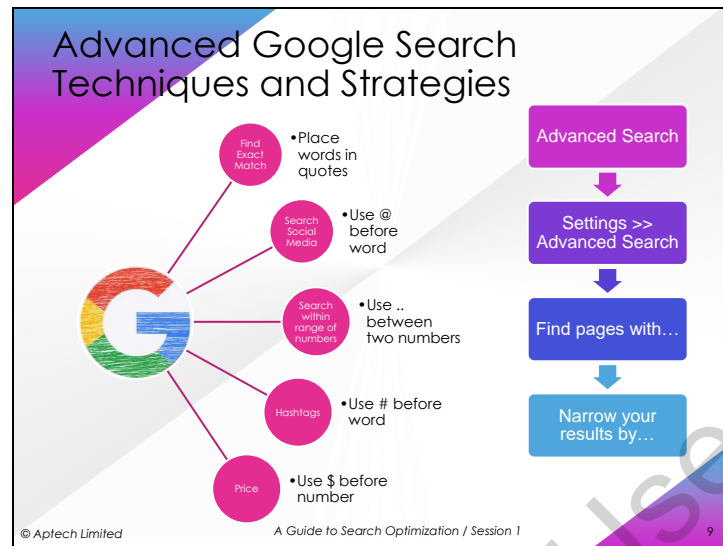 Advanced Google Search
Techniques and Strategies
Find
Exact
Match
•Place
words in
quotes
Search
Social
Media
•Use @
before
word
Search
within
range of
numbers
•Use ..
between
two numbers
Hashtags
•Use # before
word
Price
•Use $ before
number
Advanced Search
Settings >>
Advanced Search
Find pages with…
Narrow your
results by…
© Aptech Limited
A Guide to Search Optimization / Session 1
9
Use